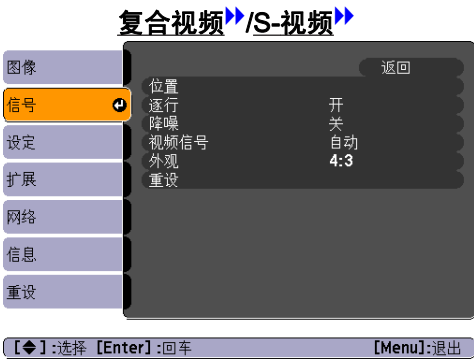 复合视频/S-视频
图像
信号
设定
扩展
网络
信息
重设
返回
位置
逐行 开
降噪 关
视频信号 自动
外观 4:3
重设
[◆]:选择 [Enter]:回车 [Menu]:退出